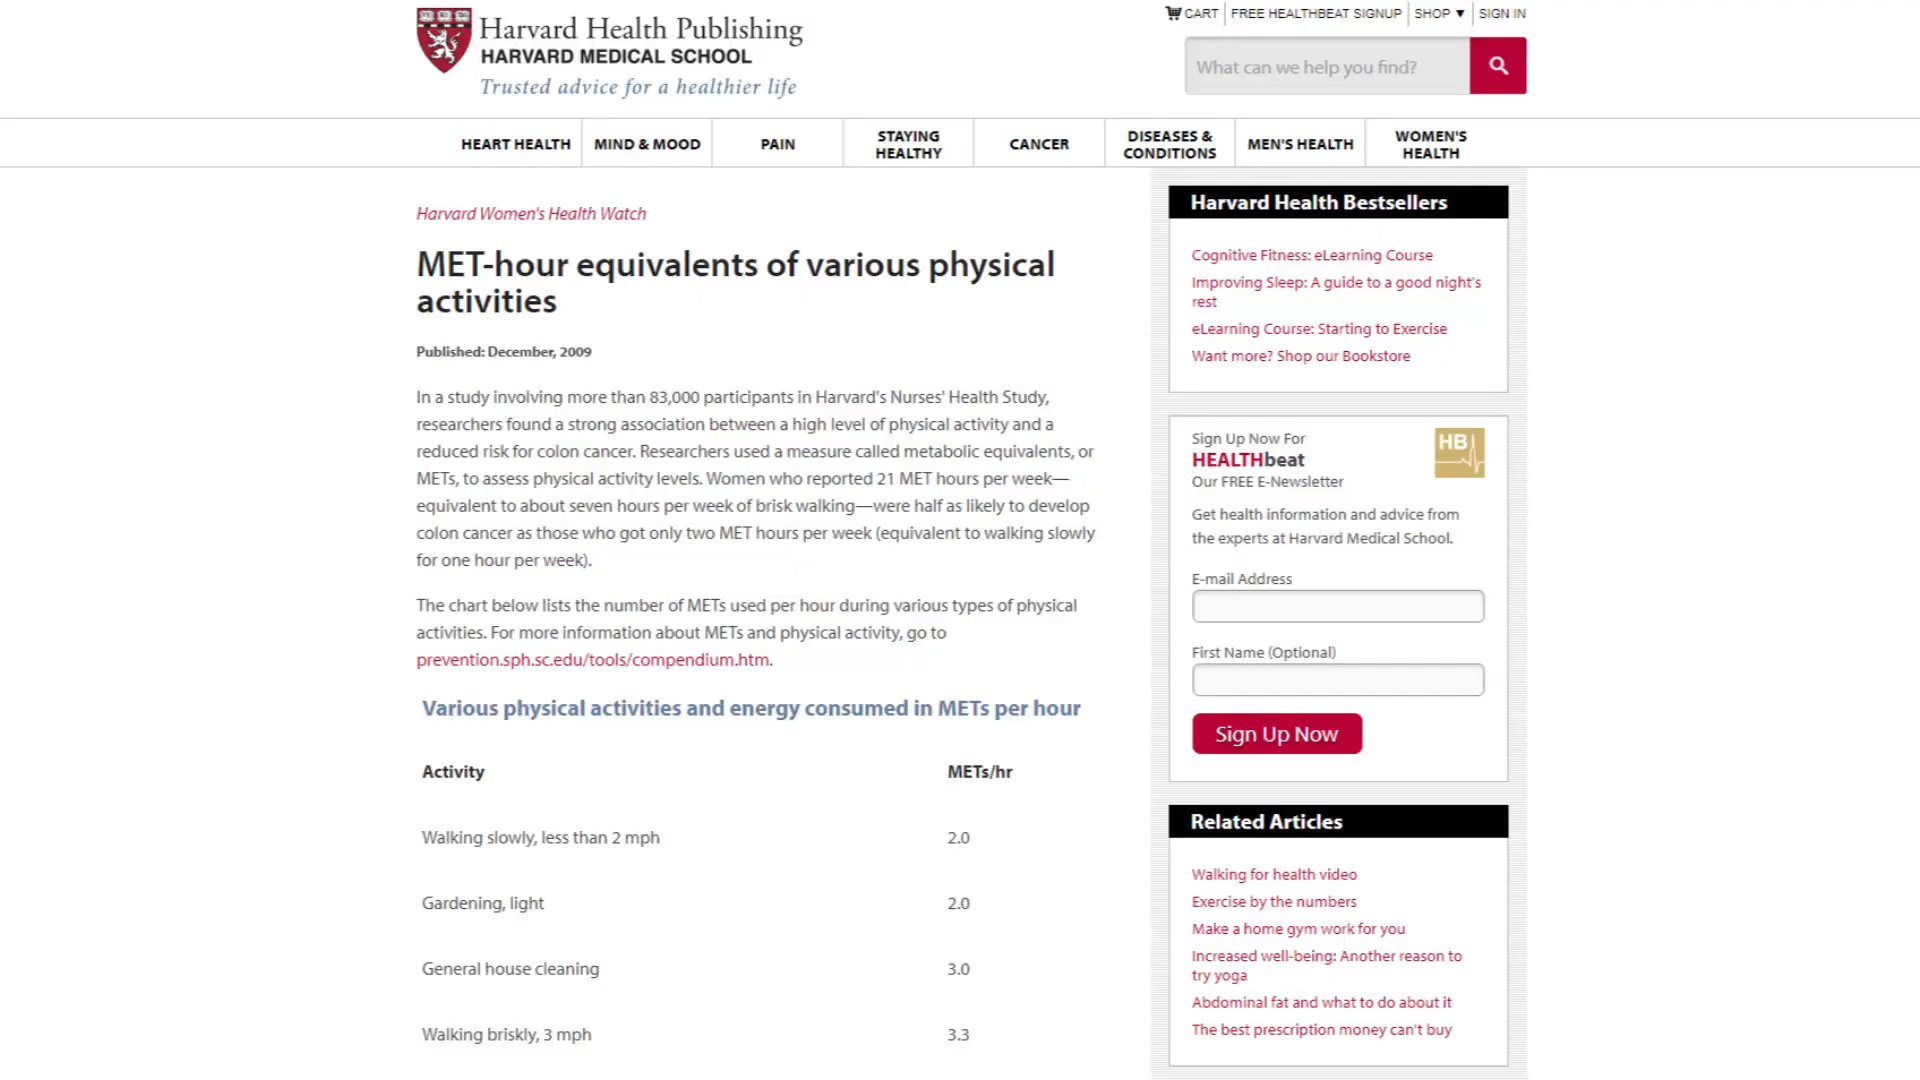 Harvard Health Publishing
HARVARD MEDICAL SCHOOL
Trusted advice for a healthier life
CART
FREE HEALTHBEAT SIGNUP
SHOP ▼
SIGN IN
What can we help you find?
HEART HEALTH
MIND & MOOD
PAIN
STAYING
HEALTHY
CANCER
DISEASES &
CONDITIONS
MEN'S HEALTH
WOMEN'S
HEALTH
Harvard Women's Health Watch
MET-hour equivalents of various physical
activities
Published: December, 2009
In a study involving more than 83,000 participants in Harvard's Nurses' Health Study,
researchers found a strong association between a high level of physical activity and a
reduced risk for colon cancer. Researchers used a measure called metabolic equivalents, or
METs, to assess physical activity levels. Women who reported 21 MET hours per week—
equivalent to about seven hours per week of brisk walking—were half as likely to develop
colon cancer as those who got only two MET hours per week (equivalent to walking slowly
for one hour per week).
The chart below lists the number of METs used per hour during various types of physical
activities. For more information about METs and physical activity, go to
prevention.sph.sc.edu/tools/compendium.htm.
Various physical activities and energy consumed in METs per hour
Activity METs/hr
Walking slowly, less than 2 mph 2.0
Gardening, light 2.0
General house cleaning 3.0
Walking briskly, 3 mph 3.3
Harvard Health Bestsellers
Cognitive Fitness: eLearning Course
Improving Sleep: A guide to a good night's
rest
eLearning Course: Starting to Exercise
Want more? Shop our Bookstore
Sign Up Now For
HEALTHbeat
Our FREE E-Newsletter
HB
Get health information and advice from
the experts at Harvard Medical School.
E-mail Address
First Name (Optional)
Sign Up Now
Related Articles
Walking for health video
Exercise by the numbers
Make a home gym work for you
Increased well-being: Another reason to
try yoga
Abdominal fat and what to do about it
The best prescription money can't buy